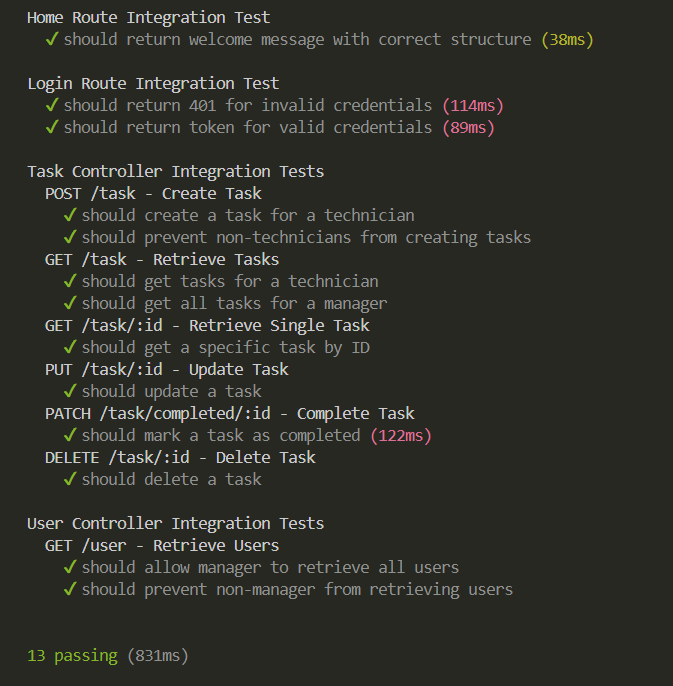 Home Route Integration Test
✓ should return welcome message with correct structure (38ms)
Login Route Integration Test
✓ should return 401 for invalid credentials (114ms)
✓ should return token for valid credentials (89ms)
Task Controller Integration Tests
POST /task - Create Task
✓ should create a task for a technician
✓ should prevent non-technicians from creating tasks
GET /task - Retrieve Tasks
✓ should get tasks for a technician
✓ should get all tasks for a manager
GET /task/:id - Retrieve Single Task
✓ should get a specific task by ID
PUT /task/:id - Update Task
✓ should update a task
PATCH /task/completed/:id - Complete Task
✓ should mark a task as completed (122ms)
DELETE /task/:id - Delete Task
✓ should delete a task
User Controller Integration Tests
GET /user - Retrieve Users
✓ should allow manager to retrieve all users
✓ should prevent non-manager from retrieving users
13 passing (831ms)